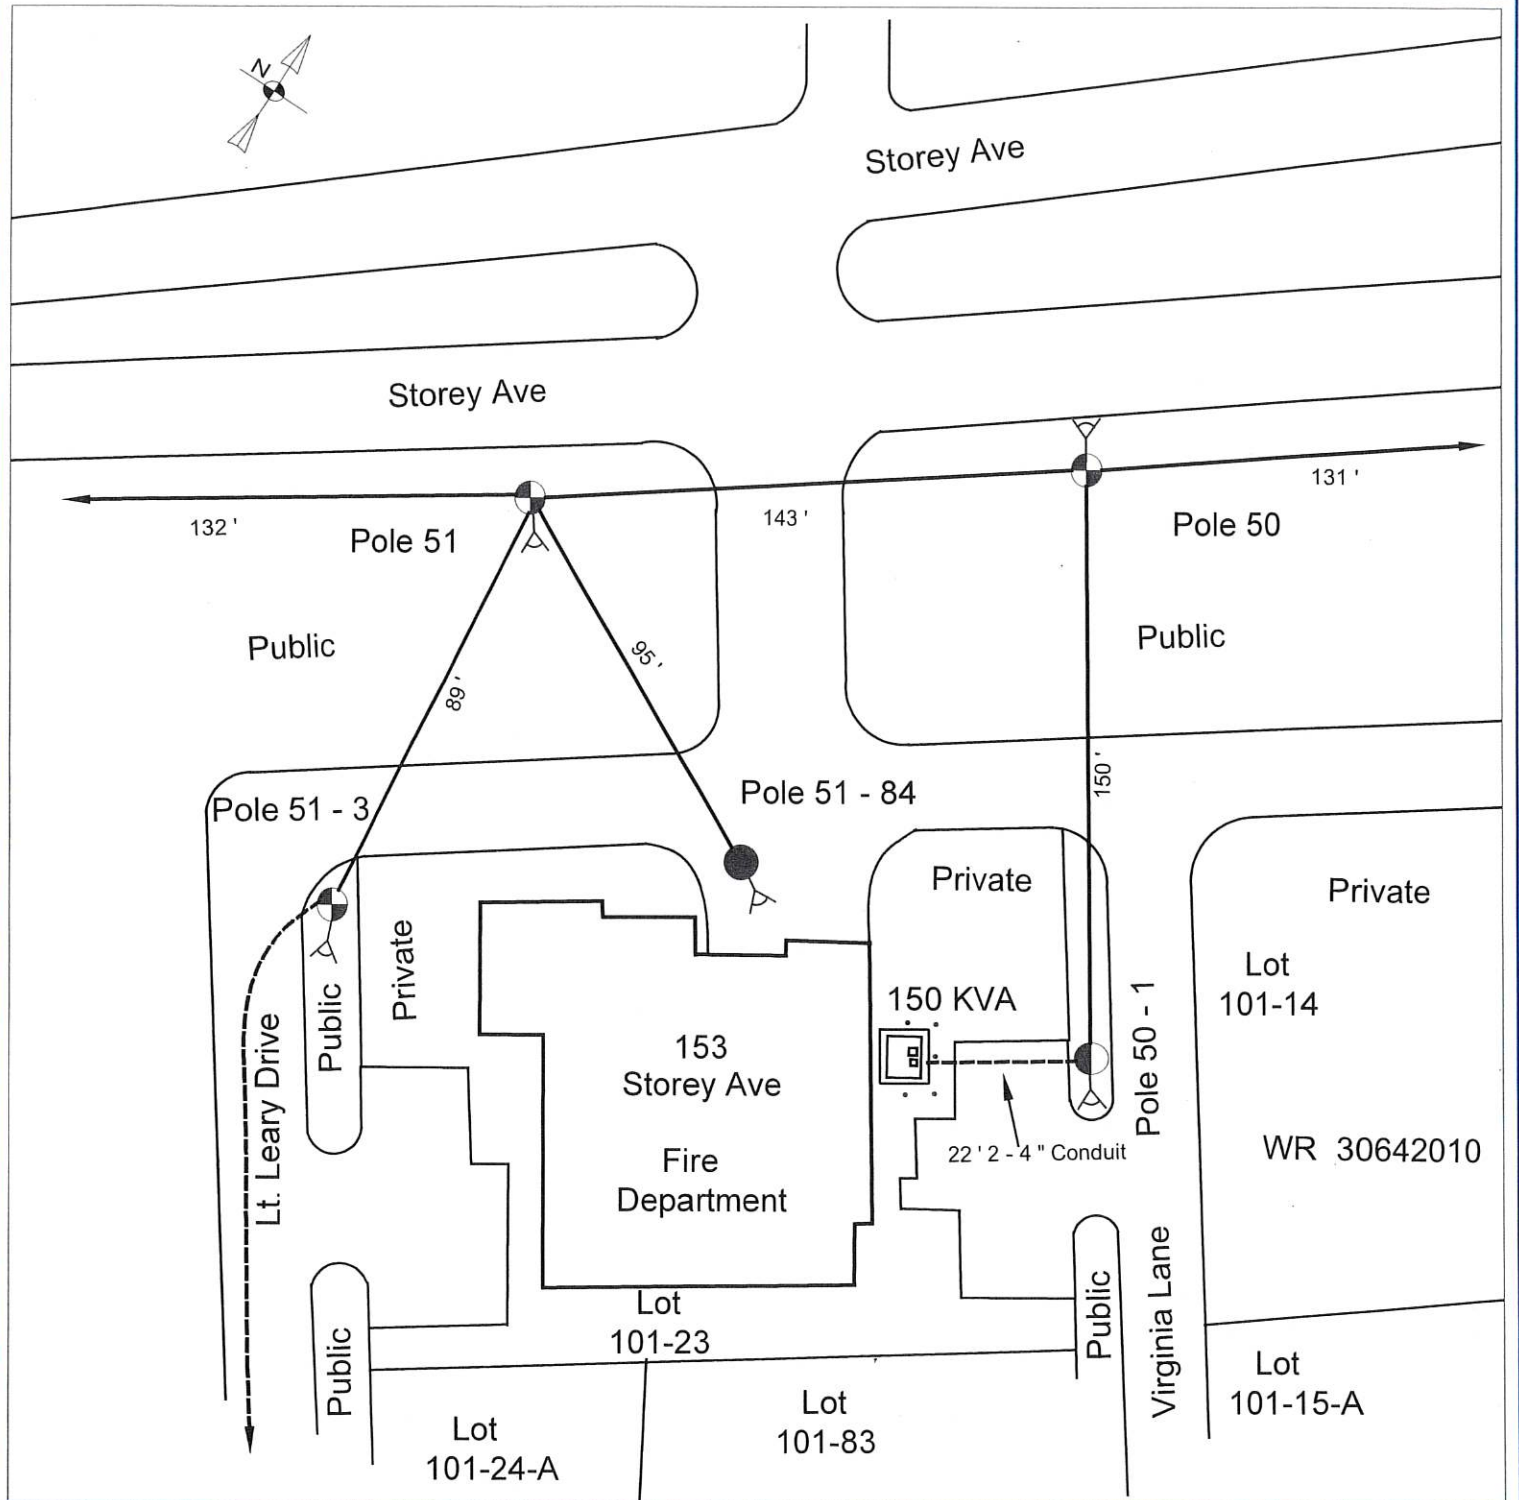 N
Storey Ave
Storey Ave
132 '
Pole 51
143 '
131 '
Pole 50
Public
89 '
95 '
Public
150 '
Pole 51 - 3
Pole 51 - 84
Private
Private
Private
Public
Lt. Leary Drive
153
Storey Ave
Fire
Department
150 KVA
22 ' 2 - 4 " Conduit
Pole 50 - 1
Lot
101-14
WR 30642010
Public
Lot
101-23
Public
Virginia Lane
Lot
101-24-A
Lot
101-83
Lot
101-15-A